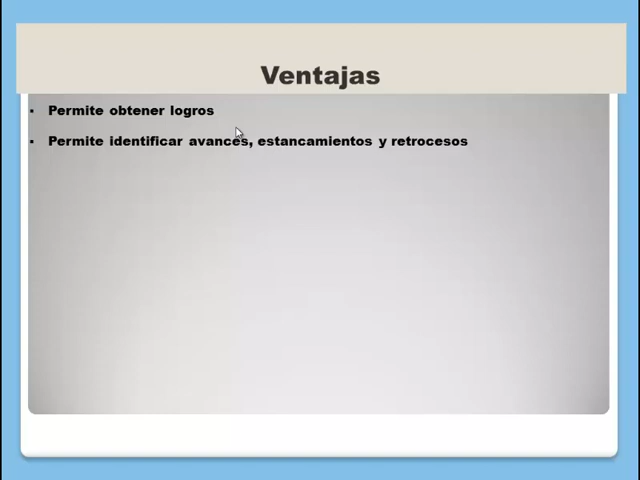 Ventajas
▪ Permite obtener logros
▪ Permite identificar avances, estancamientos y retrocesos